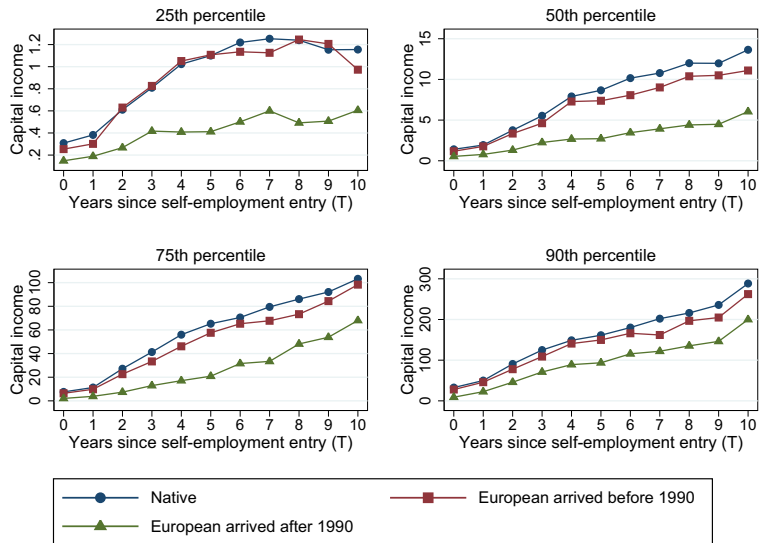 25th percentile
Capital income
.2 .4 .6 .8 1 1.2
0 1 2 3 4 5 6 7 8 9 10
Years since self-employment entry (T)
50th percentile
Capital income
0 5 10 15
0 1 2 3 4 5 6 7 8 9 10
Years since self-employment entry (T)
75th percentile
Capital income
0 20 40 60 80 100
0 1 2 3 4 5 6 7 8 9 10
Years since self-employment entry (T)
90th percentile
Capital income
0 100 200 300
0 1 2 3 4 5 6 7 8 9 10
Years since self-employment entry (T)
Native
European arrived before 1990
European arrived after 1990